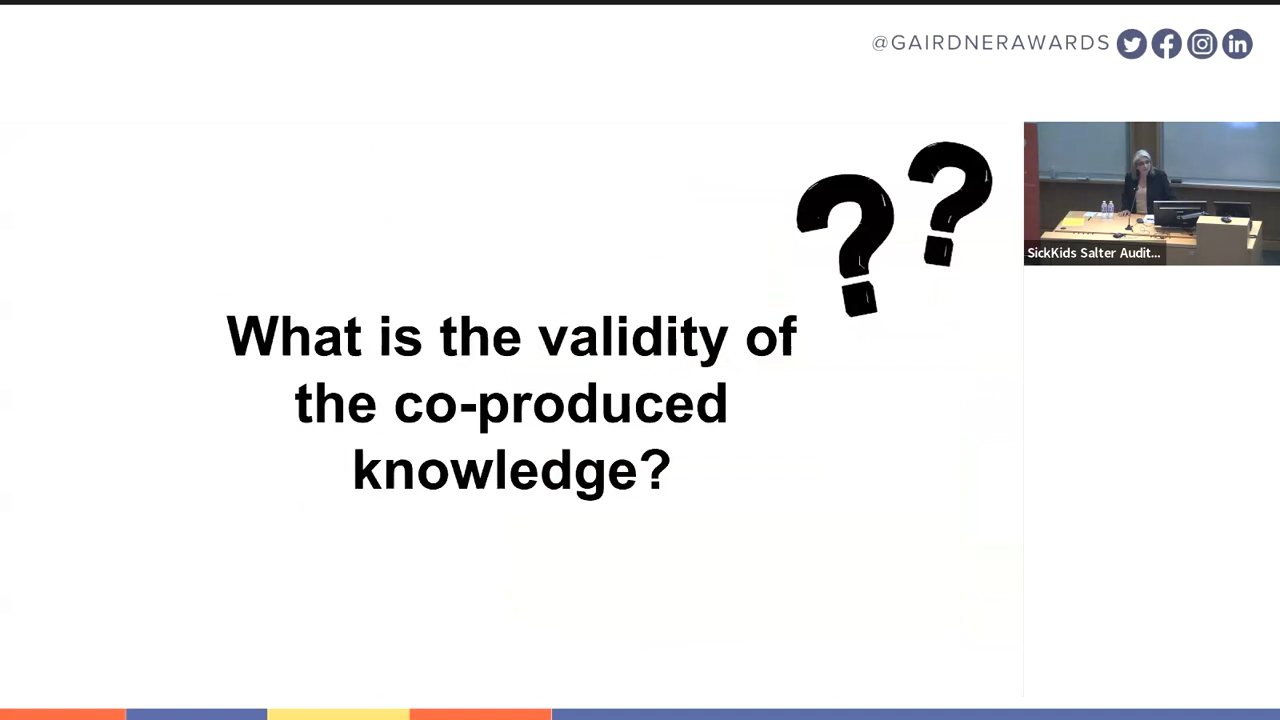 @GAIRDNERAWARDS
??
What is the validity of
the co-produced
knowledge?
SickKids Salter Audit...